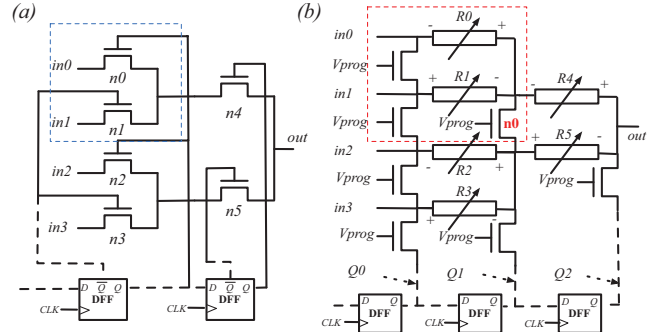 (a)
in0
n0
in1
n1
n4
out
in2
n2
in3
n3
n5
D Q Q
DFF
CLK
D Q Q
DFF
CLK
(b)
in0
- R0 +
Vprog
in1
+ R1 -
Vprog
Vprog n0
- R4 +
out
in2
- R2 +
+ R5 -
Vprog
Vprog
R3
in3
+ -
Vprog
Vprog
Q0
Q1
Q2
D Q
DFF
CLK
D Q
DFF
CLK
D Q
DFF
CLK